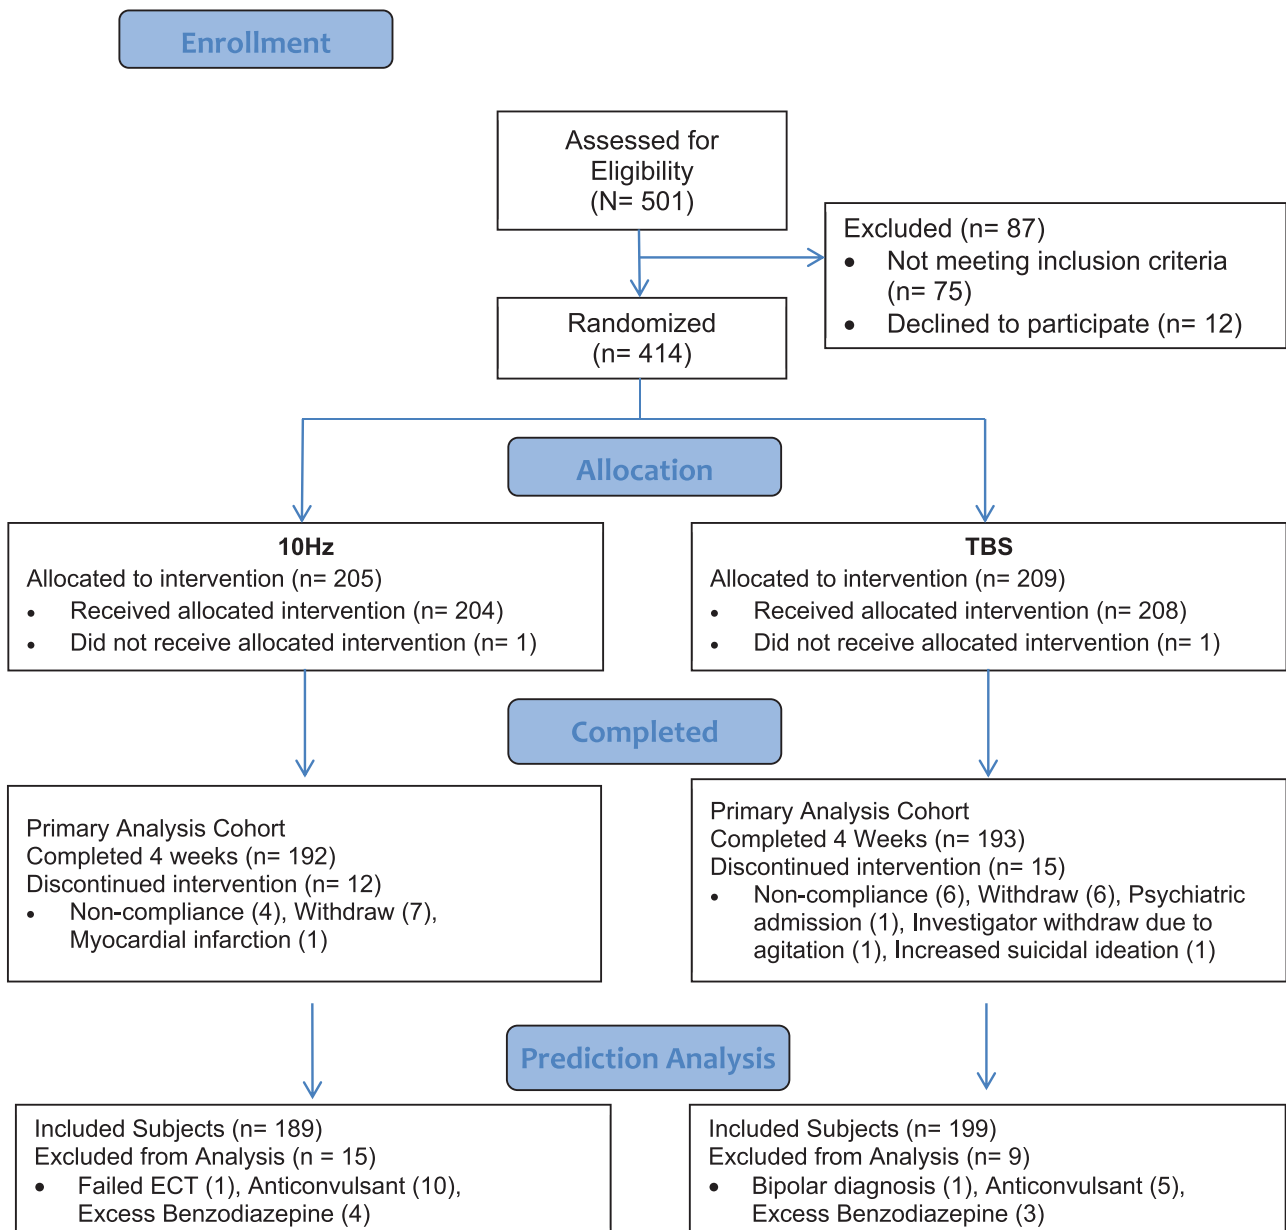 Enrollment
Assessed for
Eligibility
(N= 501)
Excluded (n= 87)
• Not meeting inclusion criteria
(n= 75)
• Declined to participate (n= 12)
Randomized
(n= 414)
Allocation
10Hz
Allocated to intervention (n= 205)
• Received allocated intervention (n= 204)
• Did not receive allocated intervention (n= 1)
TBS
Allocated to intervention (n= 209)
• Received allocated intervention (n= 208)
• Did not receive allocated intervention (n= 1)
Completed
Primary Analysis Cohort
Completed 4 weeks (n= 192)
Discontinued intervention (n= 12)
• Non-compliance (4), Withdraw (7),
Myocardial infarction (1)
Primary Analysis Cohort
Completed 4 Weeks (n= 193)
Discontinued intervention (n= 15)
• Non-compliance (6), Withdraw (6), Psychiatric
admission (1), Investigator withdraw due to
agitation (1), Increased suicidal ideation (1)
Prediction Analysis
Included Subjects (n= 189)
Excluded from Analysis (n = 15)
• Failed ECT (1), Anticonvulsant (10),
Excess Benzodiazepine (4)
Included Subjects (n= 199)
Excluded from Analysis (n= 9)
• Bipolar diagnosis (1), Anticonvulsant (5),
Excess Benzodiazepine (3)